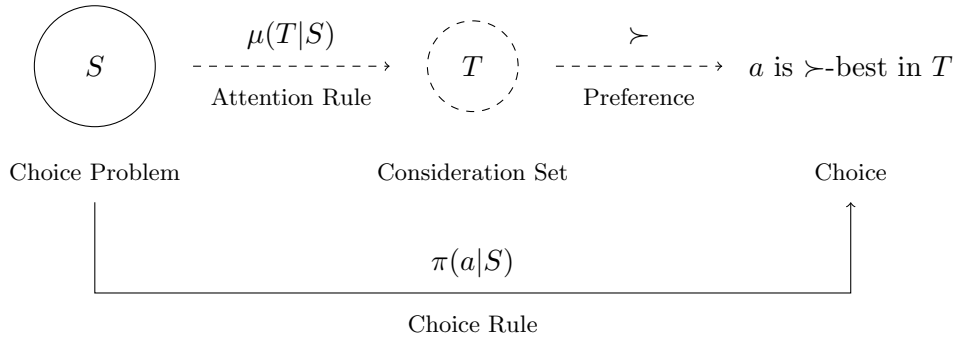 S
μ(T|S)
Attention Rule
T
≻
Preference
a is ≻-best in T
Choice Problem
Consideration Set
Choice
π(a|S)
Choice Rule